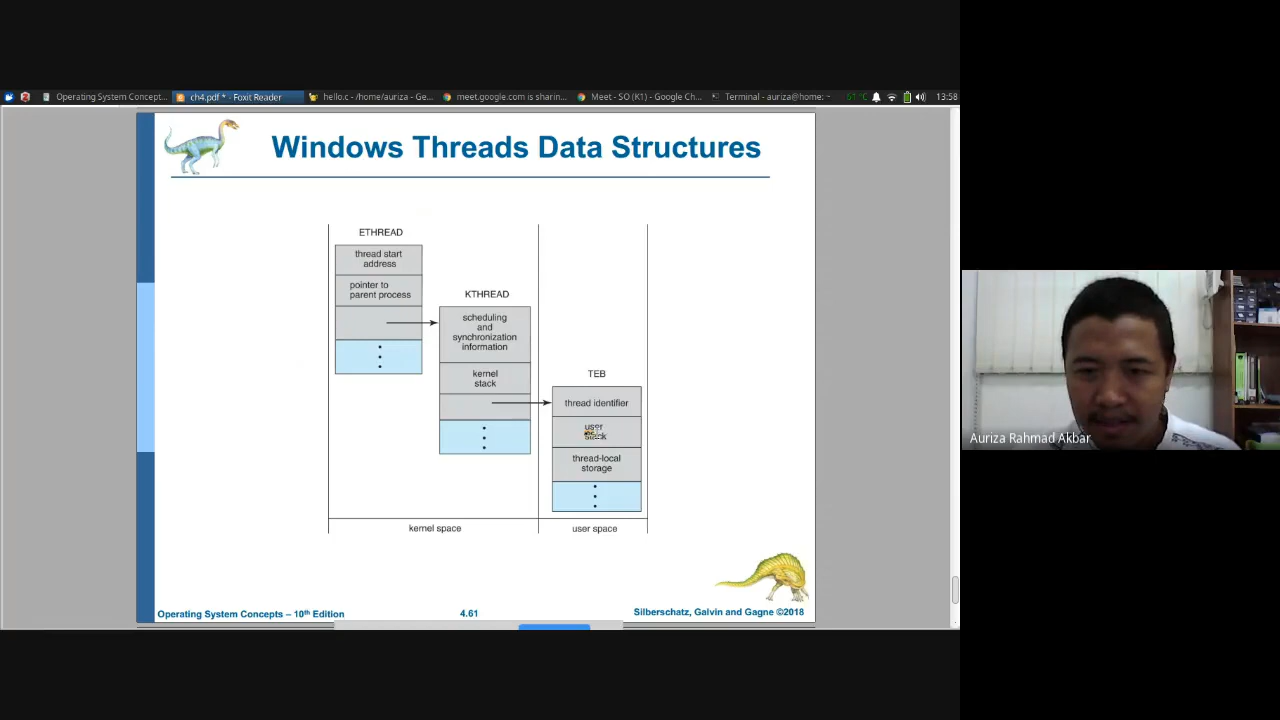 Operating System Concept...
ch4.pdf * - Foxit Reader
hello.c - /home/auriza - Ge...
meet.google.com is sharin...
Meet - SO (K1) - Google Ch...
Terminal - auriza@home: ~
61°C
13:58
Windows Threads Data Structures
ETHREAD
thread start
address
pointer to
parent process
KTHREAD
scheduling
and
synchronization
information
kernel
stack
TEB
thread identifier
user
stack
thread-local
storage
kernel space
user space
Operating System Concepts – 10th Edition
4.61
Silberschatz, Galvin and Gagne ©2018
Auriza Rahmad Akbar